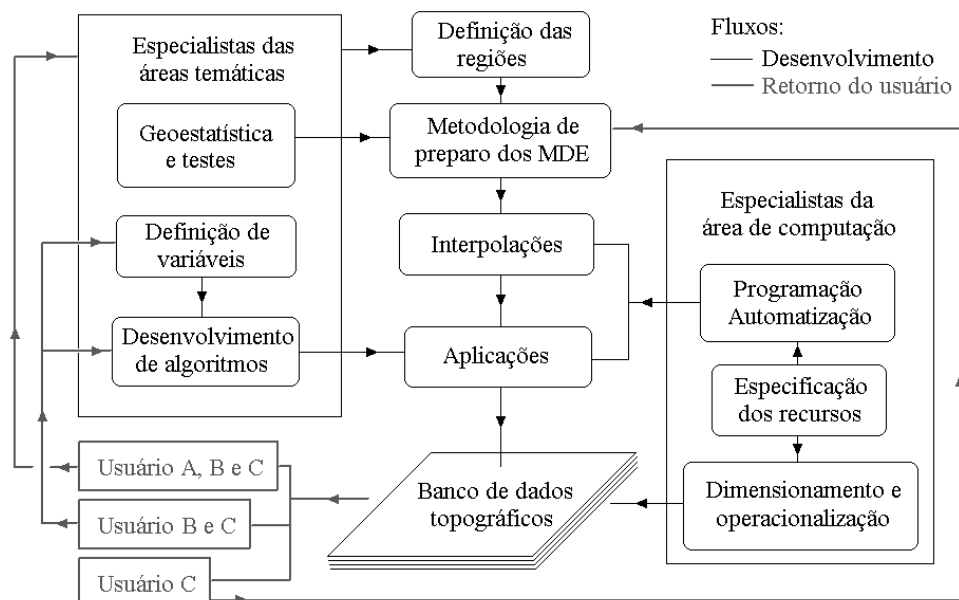 Especialistas das
áreas temáticas
Definição das
regiões
Fluxos:
Desenvolvimento
Retorno do usuário
Geoestatística
e testes
Metodologia de
preparo dos MDE
Especialistas da
área de computação
Definição de
variáveis
Interpolações
Programação
Automatização
Desenvolvimento
de algoritmos
Aplicações
Especificação
dos recursos
Usuário A, B e C
Banco de dados
topográficos
Dimensionamento e
operacionalização
Usuário B e C
Usuário C